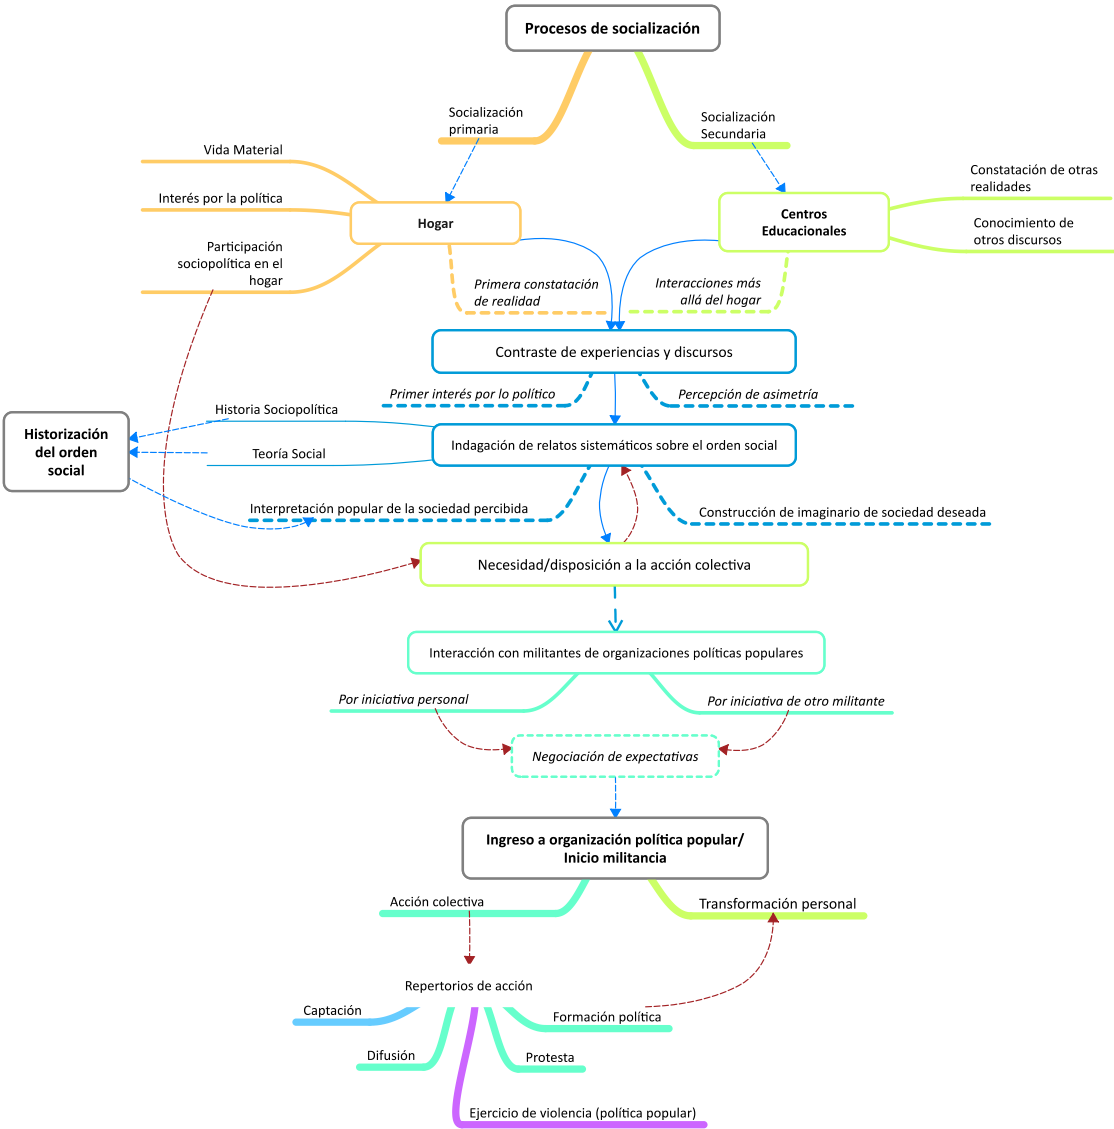 Procesos de socialización
Socialización
primaria
Socialización
Secundaria
Vida Material
Interés por la política
Participación
sociopolítica en el
hogar
Hogar
Centros
Educacionales
Constatación de otras
realidades
Conocimiento de
otros discursos
Primera constatación
de realidad
Interacciones más
allá del hogar
Contraste de experiencias y discursos
Primer interés por lo político
Percepción de asimetría
Historia Sociopolítica
Teoría Social
Historización
del orden
social
Indagación de relatos sistemáticos sobre el orden social
Interpretación popular de la sociedad percibida
Construcción de imaginario de sociedad deseada
Necesidad/disposición a la acción colectiva
Interacción con militantes de organizaciones políticas populares
Por iniciativa personal
Por iniciativa de otro militante
Negociación de expectativas
Ingreso a organización política popular/
Inicio militancia
Acción colectiva
Transformación personal
Repertorios de acción
Captación
Formación política
Difusión
Protesta
Ejercicio de violencia (política popular)